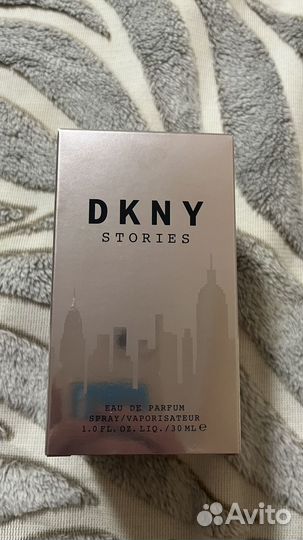 DKNY
STORIES
EAU DE PARFUM
SPRAY/VAPORISATEUR
1.0 FL. OZ. LIQ./30 ML ℮
Avito